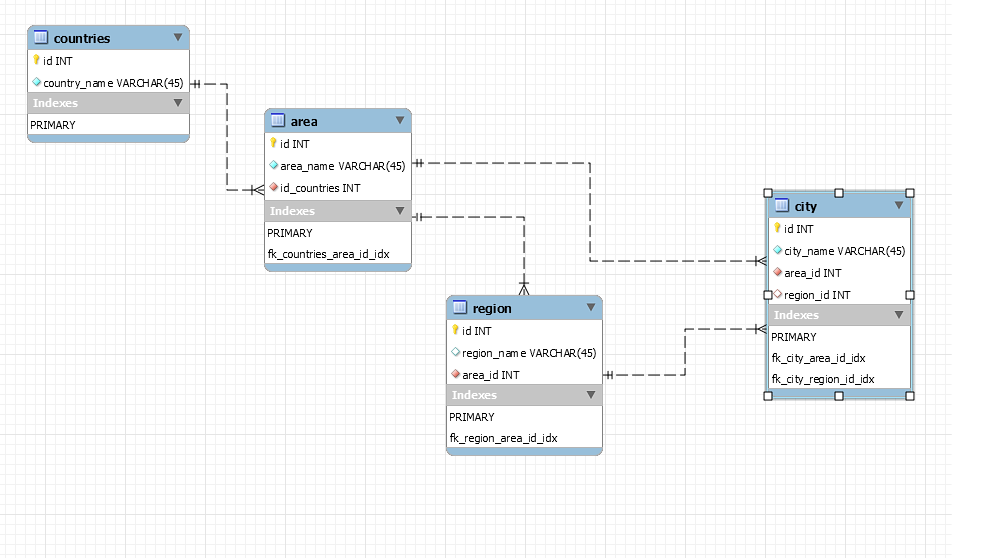 countries
id INT
country_name VARCHAR(45)
Indexes
PRIMARY
area
id INT
area_name VARCHAR(45)
id_countries INT
Indexes
PRIMARY
fk_countries_area_id_idx
region
id INT
region_name VARCHAR(45)
area_id INT
Indexes
PRIMARY
fk_region_area_id_idx
city
id INT
city_name VARCHAR(45)
area_id INT
region_id INT
Indexes
PRIMARY
fk_city_area_id_idx
fk_city_region_id_idx